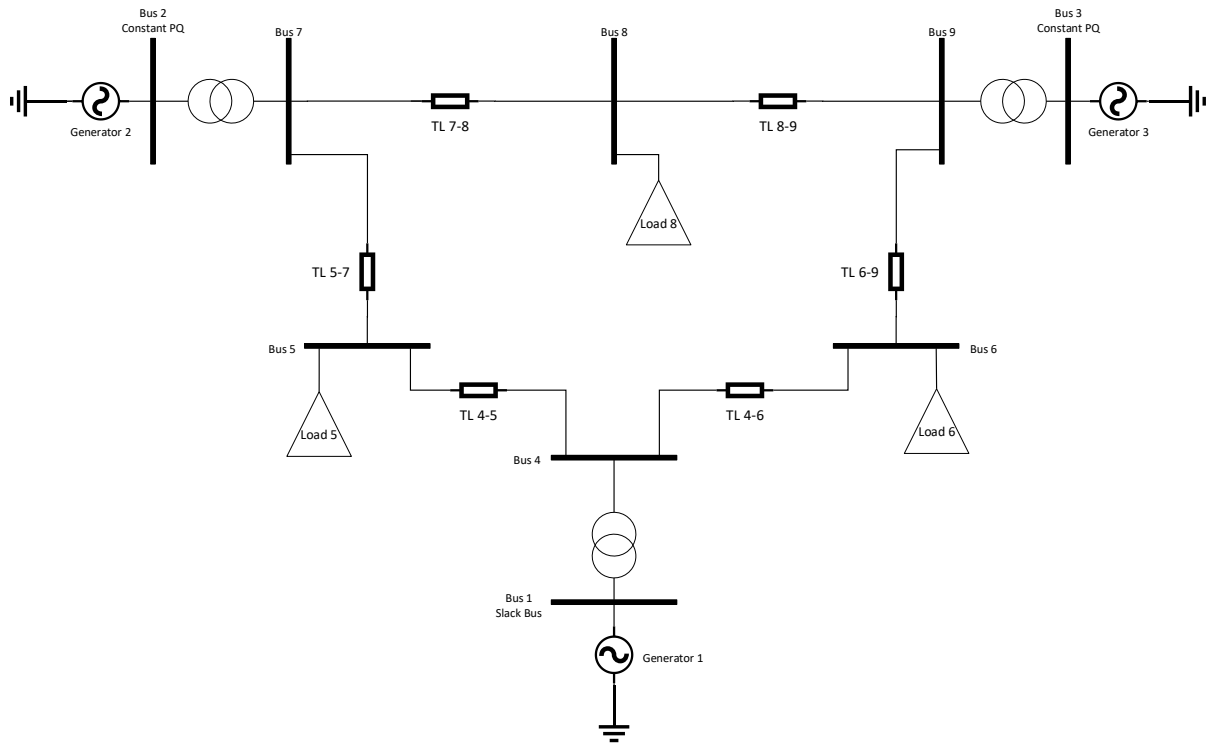 Bus 2
Constant PQ
Bus 7
Bus 8
Bus 9
Bus 3
Constant PQ
Generator 2
TL 7-8
TL 8-9
Generator 3
Load 8
TL 5-7
TL 6-9
Bus 5
Bus 6
TL 4-5
TL 4-6
Load 5
Load 6
Bus 4
Bus 1
Slack Bus
Generator 1